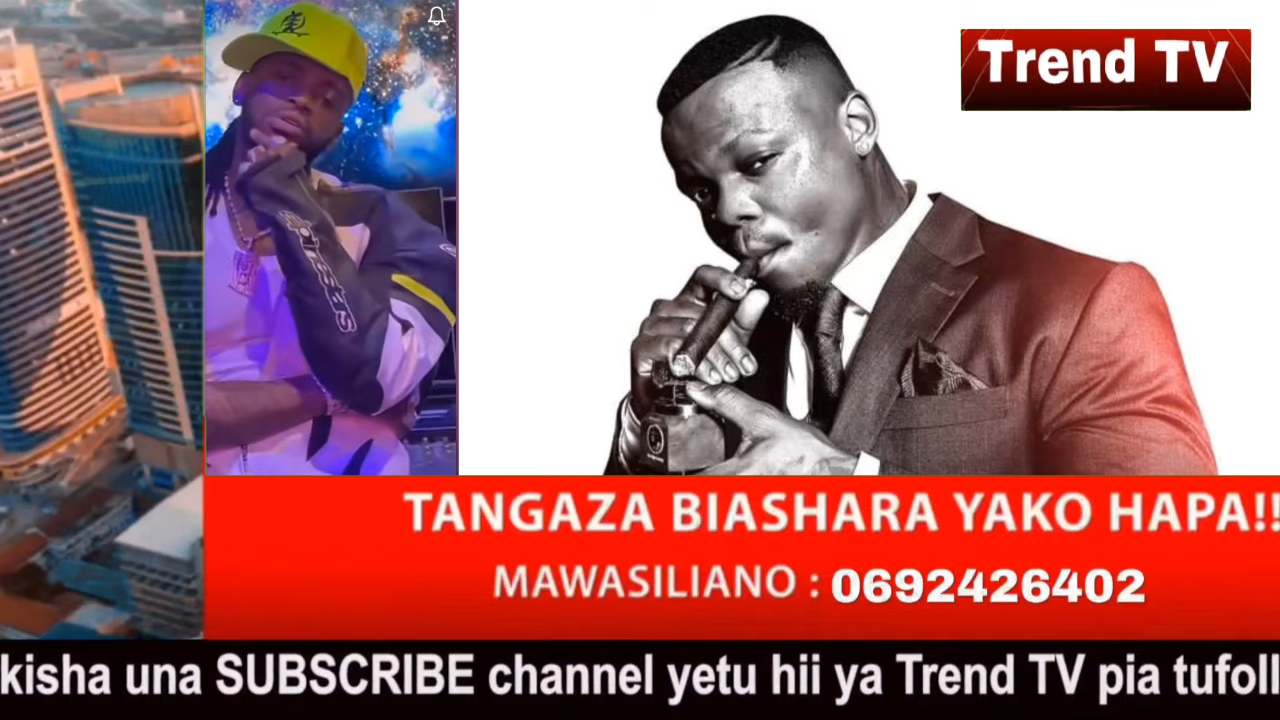 Trend TV
TANGAZA BIASHARA YAKO HAPA!!
MAWASILIANO : 0692426402
kisha una SUBSCRIBE channel yetu hii ya Trend TV pia tufoll